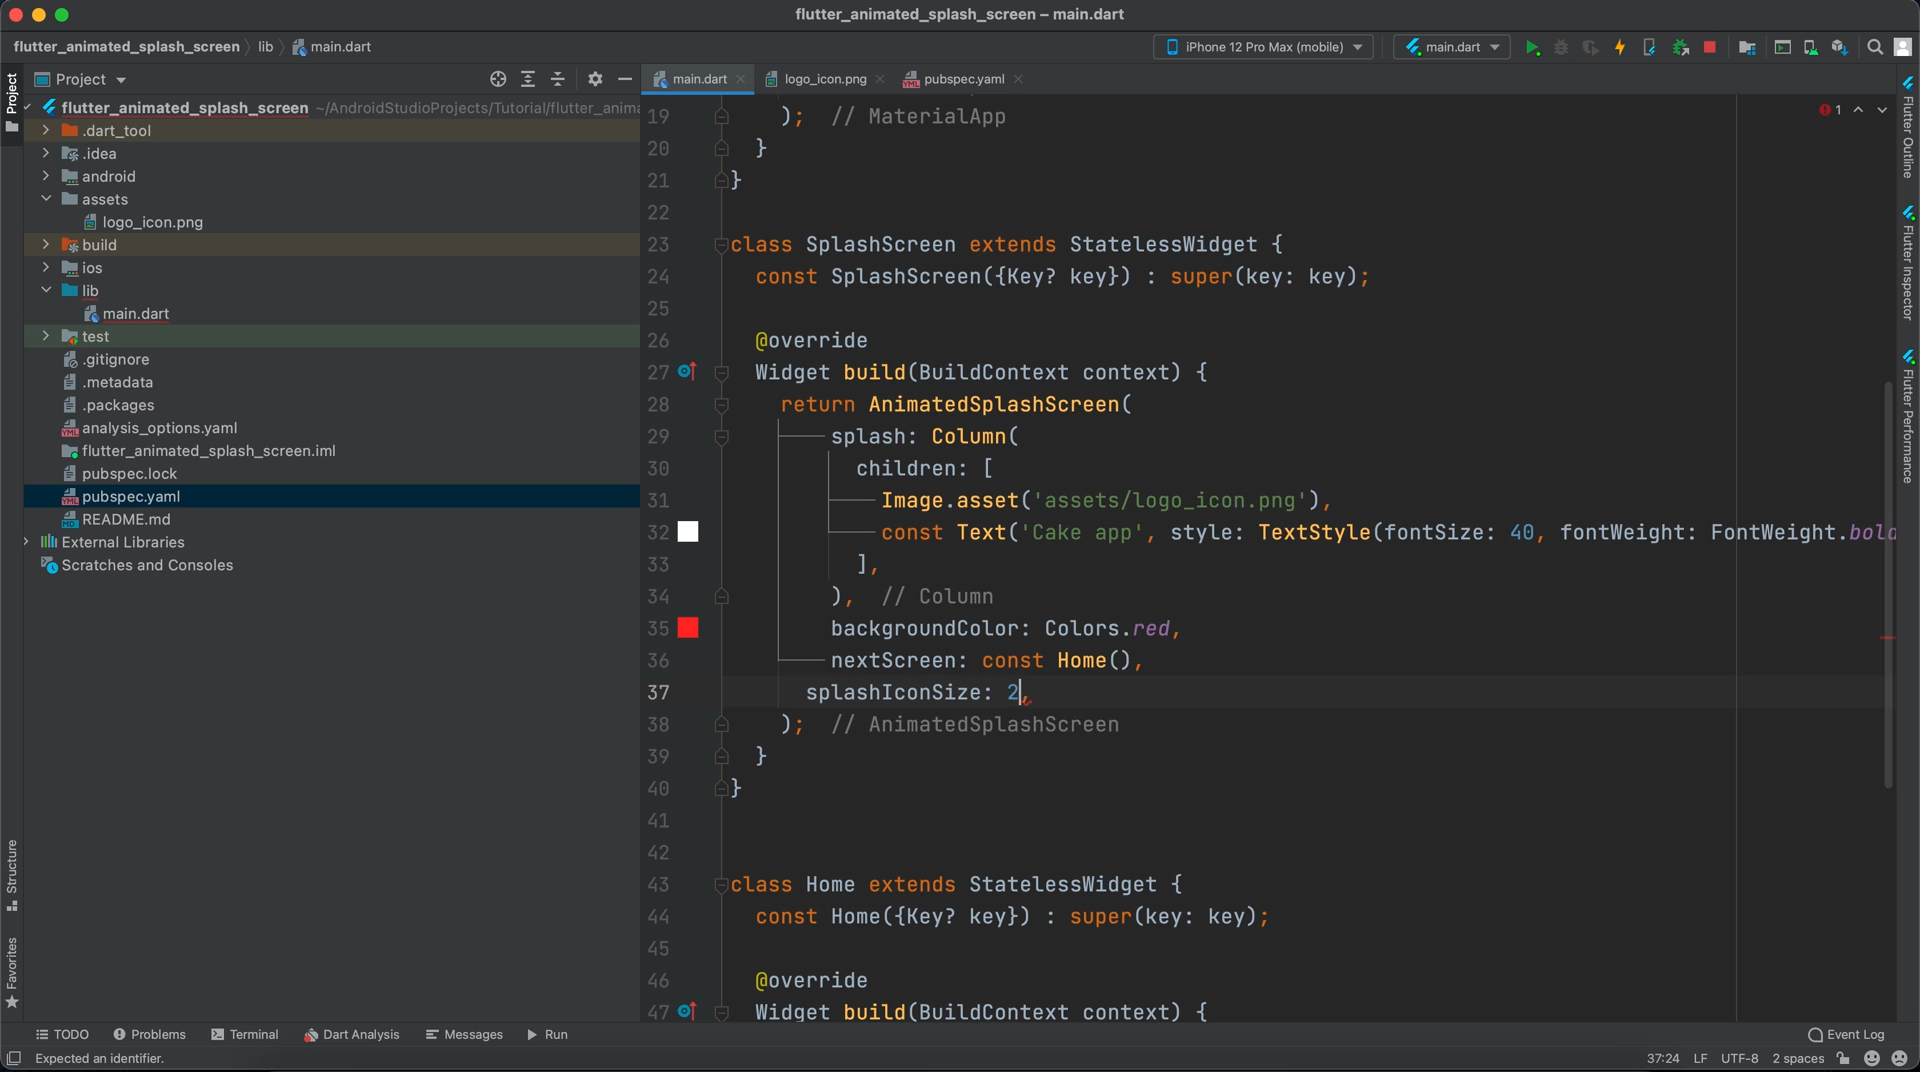 flutter_animated_splash_screen – main.dart
flutter_animated_splash_screen lib main.dart
iPhone 12 Pro Max (mobile) main.dart
Project
Project
main.dart logo_icon.png pubspec.yaml
flutter_animated_splash_screen ~/AndroidStudioProjects/Tutorial/flutter_anima
.dart_tool
.idea
android
assets
logo_icon.png
build
ios
lib
main.dart
test
.gitignore
.metadata
.packages
analysis_options.yaml
flutter_animated_splash_screen.iml
pubspec.lock
pubspec.yaml
README.md
External Libraries
Scratches and Consoles
Structure
Favorites
19 ); // MaterialApp
20 }
21 }
22
23 class SplashScreen extends StatelessWidget {
24 const SplashScreen({Key? key}) : super(key: key);
25
26 @override
27 Widget build(BuildContext context) {
28 return AnimatedSplashScreen(
29 splash: Column(
30 children: [
31 Image.asset('assets/logo_icon.png'),
32 const Text('Cake app', style: TextStyle(fontSize: 40, fontWeight: FontWeight.bold
33 ],
34 ), // Column
35 backgroundColor: Colors.red,
36 nextScreen: const Home(),
37 splashIconSize: 2,
38 ); // AnimatedSplashScreen
39 }
40 }
41
42
43 class Home extends StatelessWidget {
44 const Home({Key? key}) : super(key: key);
45
46 @override
47 Widget build(BuildContext context) {
1
Flutter Outline
Flutter Inspector
Flutter Performance
TODO Problems Terminal Dart Analysis Messages Run Event Log
Expected an identifier. 37:24 LF UTF-8 2 spaces